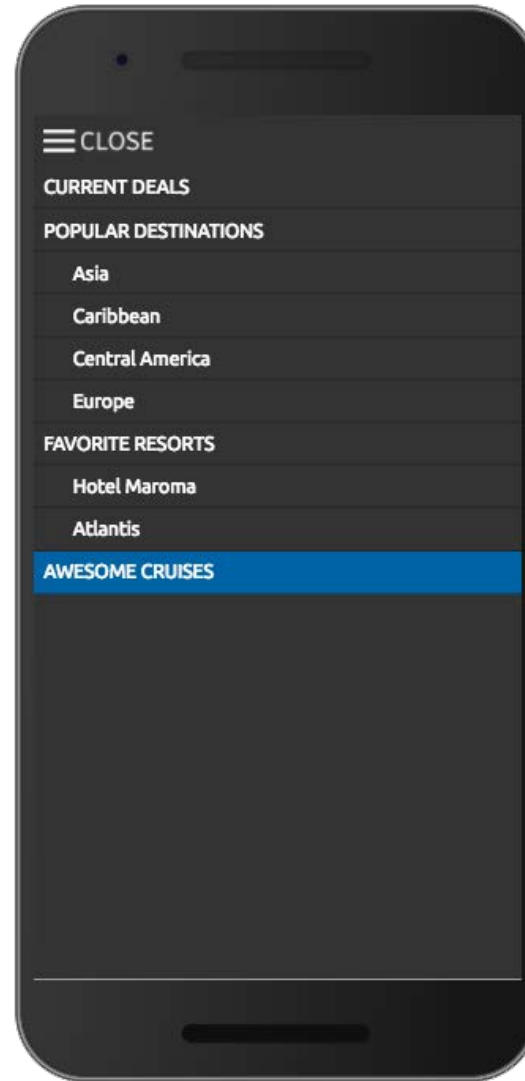 CLOSE
CURRENT DEALS
POPULAR DESTINATIONS
Asia
Caribbean
Central America
Europe
FAVORITE RESORTS
Hotel Maroma
Atlantis
AWESOME CRUISES